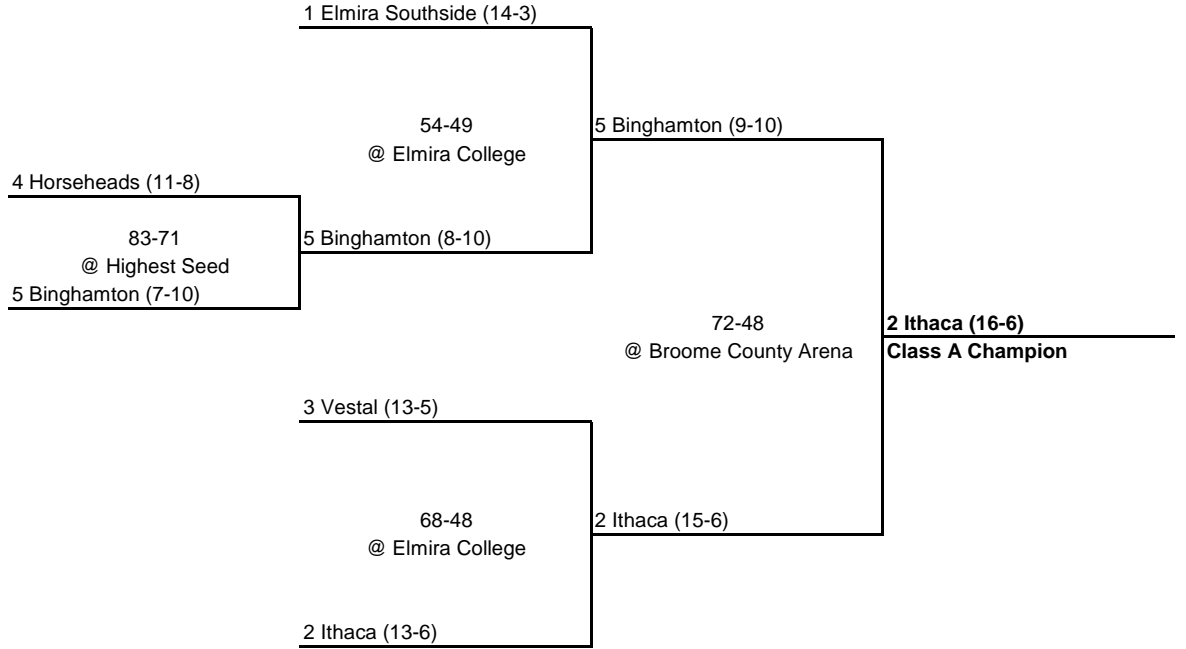 1 Elmira Southside (14-3)
54-49
@ Elmira College
5 Binghamton (9-10)
4 Horseheads (11-8)
83-71
@ Highest Seed
5 Binghamton (8-10)
5 Binghamton (7-10)
72-48
@ Broome County Arena
2 Ithaca (16-6)
Class A Champion
3 Vestal (13-5)
68-48
@ Elmira College
2 Ithaca (15-6)
2 Ithaca (13-6)